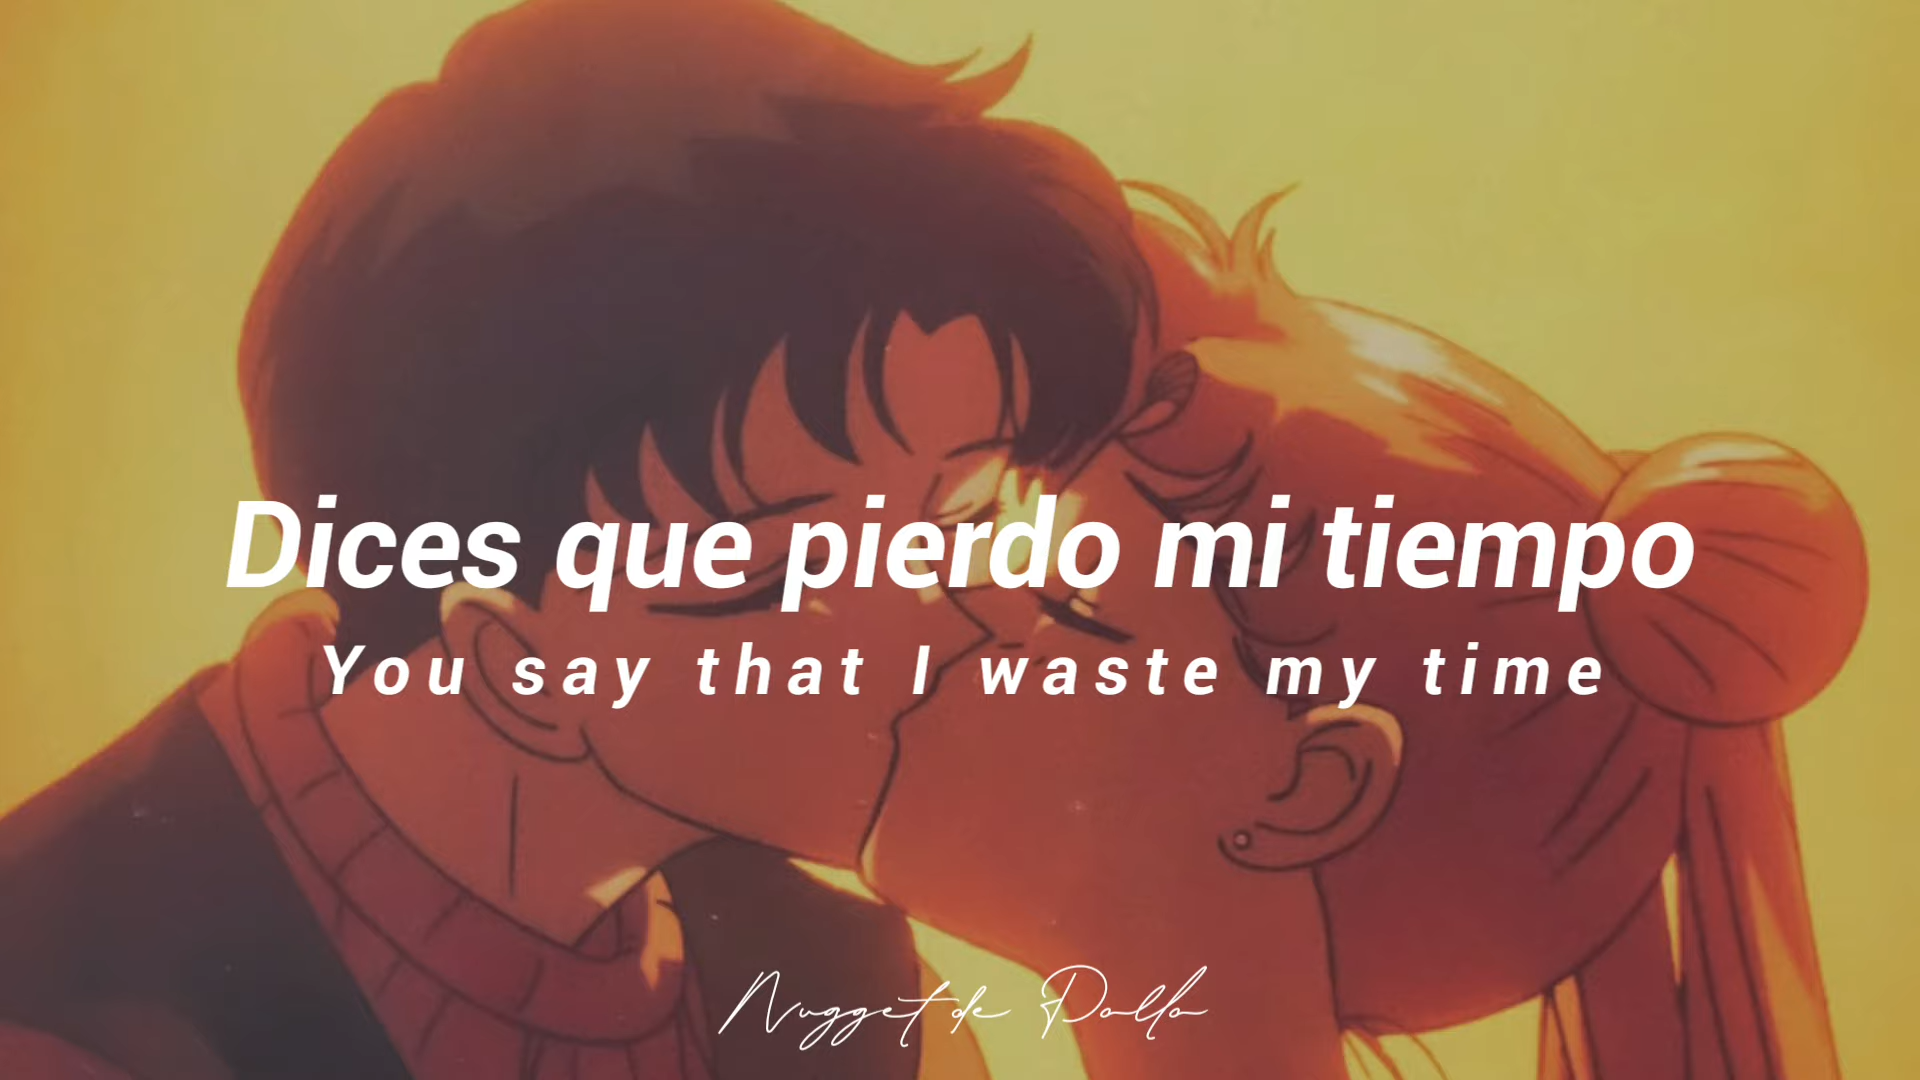 Dices que pierdo mi tiempo
You say that I waste my time
Nugget de Pollo